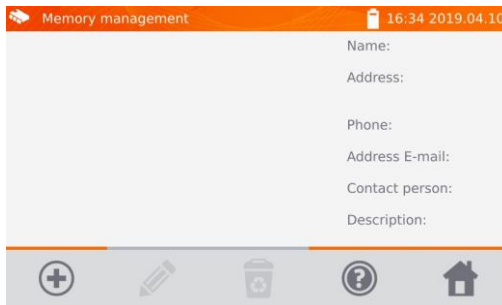 Memory management 16:34 2019.04.10
Name:
Address:
Phone:
Address E-mail:
Contact person:
Description: